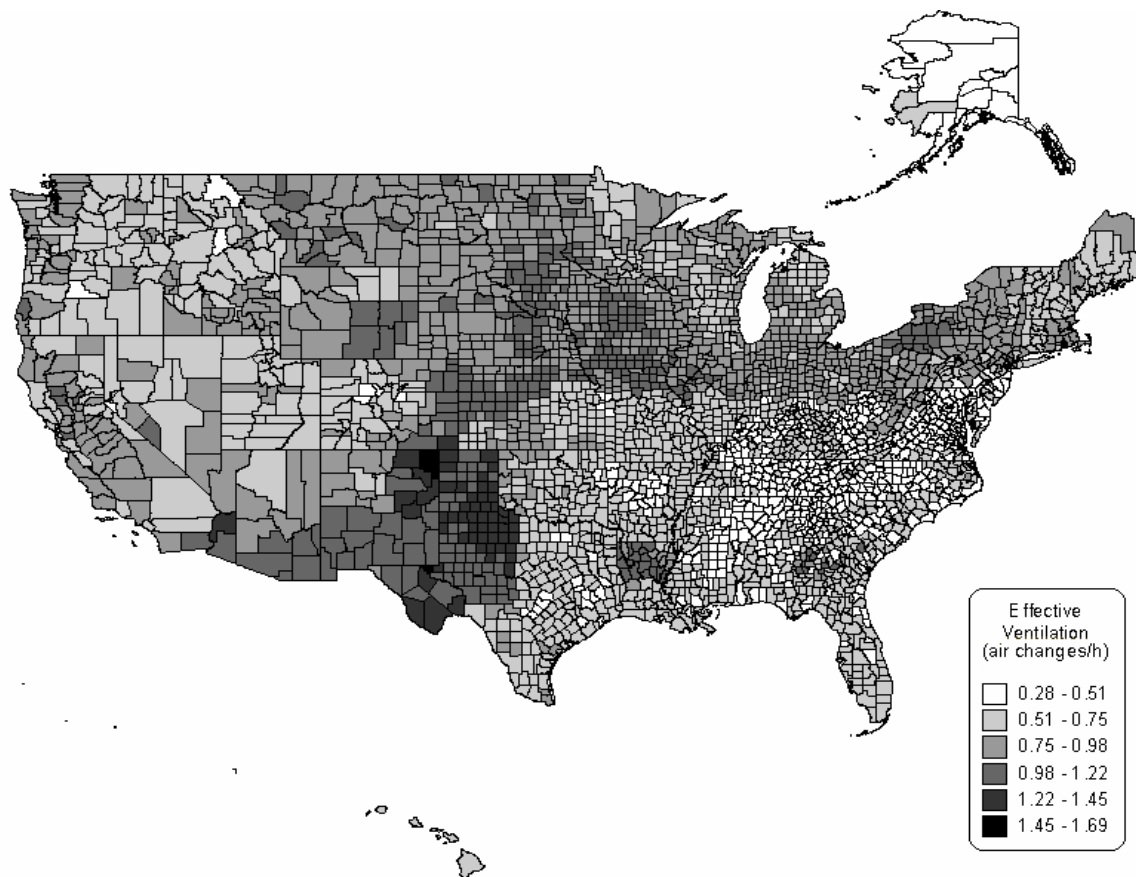 Effective
Ventilation
(air changes/h)
0.28 - 0.51
0.51 - 0.75
0.75 - 0.98
0.98 - 1.22
1.22 - 1.45
1.45 - 1.69